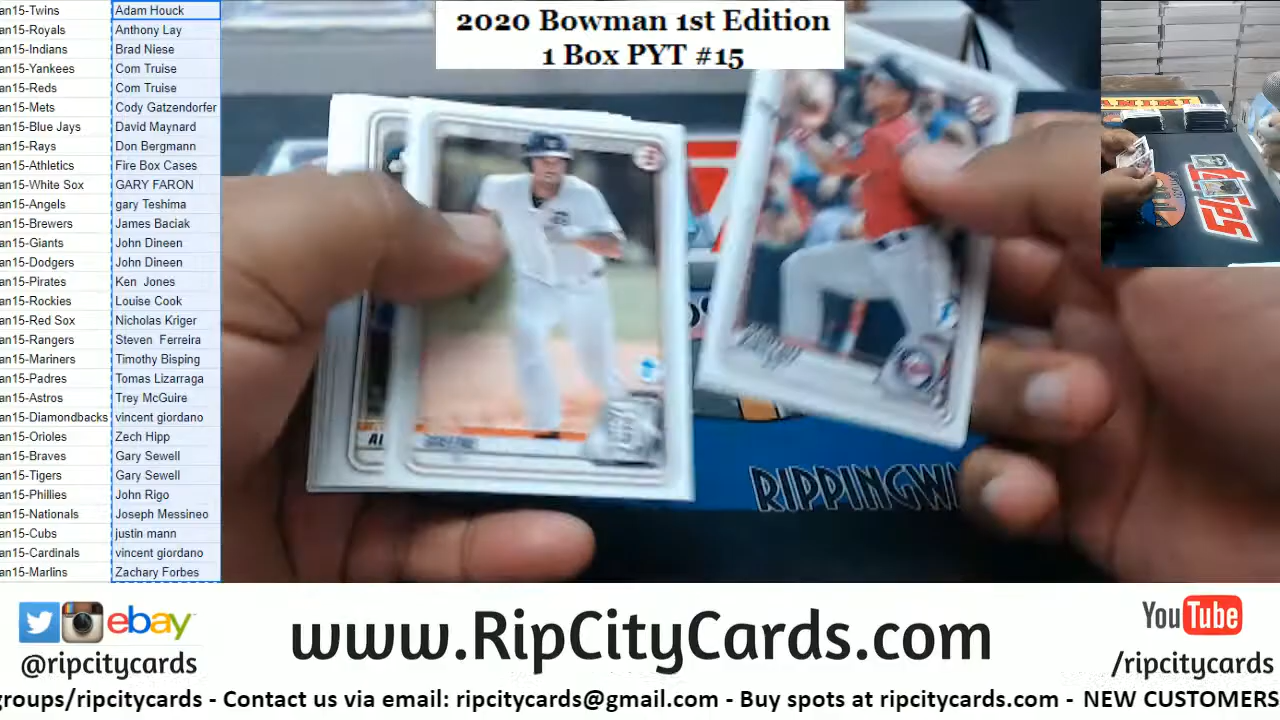 2020 Bowman 1st Edition
1 Box PYT #15
an15-Twins Adam Houck
an15-Royals Anthony Lay
an15-Indians Brad Niese
an15-Yankees Com Truise
an15-Reds Com Truise
an15-Mets Cody Gatzendorfer
an15-Blue Jays David Maynard
an15-Rays Don Bergmann
an15-Athletics Fire Box Cases
an15-White Sox GARY FARON
an15-Angels gary Teshima
an15-Brewers James Baciak
an15-Giants John Dineen
an15-Dodgers John Dineen
an15-Pirates Ken Jones
an15-Rockies Louise Cook
an15-Red Sox Nicholas Kriger
an15-Rangers Steven Ferreira
an15-Mariners Timothy Bisping
an15-Padres Tomas Lizarraga
an15-Astros Trey McGuire
an15-Diamondbacks vincent giordano
an15-Orioles Zech Hipp
an15-Braves Gary Sewell
an15-Tigers Gary Sewell
an15-Phillies John Rigo
an15-Nationals Joseph Messineo
an15-Cubs justin mann
an15-Cardinals vincent giordano
an15-Marlins Zachary Forbes
PANINI
topps
RIPPINGW
ebay
@ripcitycards
www.RipCityCards.com
YouTube
/ripcitycards
groups/ripcitycards - Contact us via email: ripcitycards@gmail.com - Buy spots at ripcitycards.com - NEW CUSTOMERS